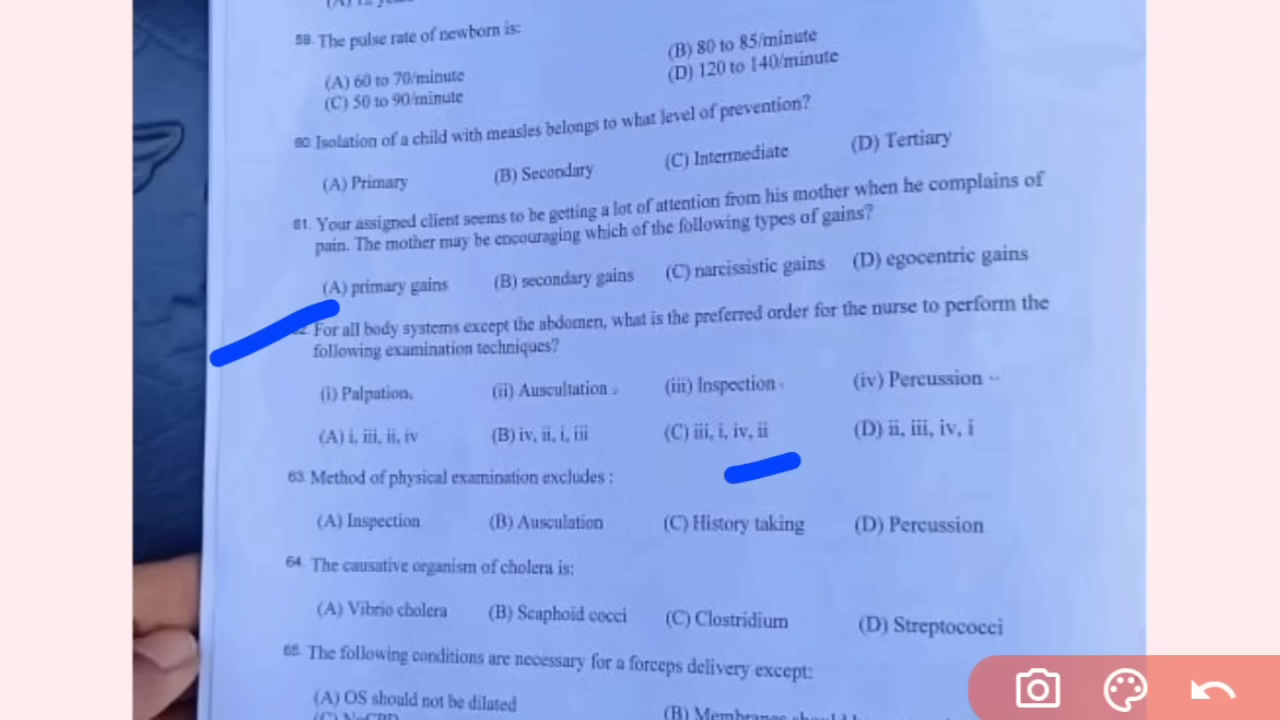 59. The pulse rate of newborn is:
(A) 60 to 70/minute
(B) 80 to 85/minute
(C) 50 to 90/minute
(D) 120 to 140/minute
60. Isolation of a child with measles belongs to what level of prevention?
(A) Primary (B) Secondary (C) Intermediate (D) Tertiary
61. Your assigned client seems to be getting a lot of attention from his mother when he complains of
pain. The mother may be encouraging which of the following types of gains?
(A) primary gains (B) secondary gains (C) narcissistic gains (D) egocentric gains
For all body systems except the abdomen, what is the preferred order for the nurse to perform the
following examination techniques?
(i) Palpation. (ii) Auscultation (iii) Inspection (iv) Percussion
(A) i, iii, ii, iv (B) iv, ii, i, iii (C) iii, i, iv, ii (D) ii, iii, iv, i
63. Method of physical examination excludes :
(A) Inspection (B) Ausculation (C) History taking (D) Percussion
64. The causative organism of cholera is:
(A) Vibrio cholera (B) Scaphoid cocci (C) Clostridium (D) Streptococci
The following conditions are necessary for a forceps delivery except:
(A) OS should not be dilated
(B)